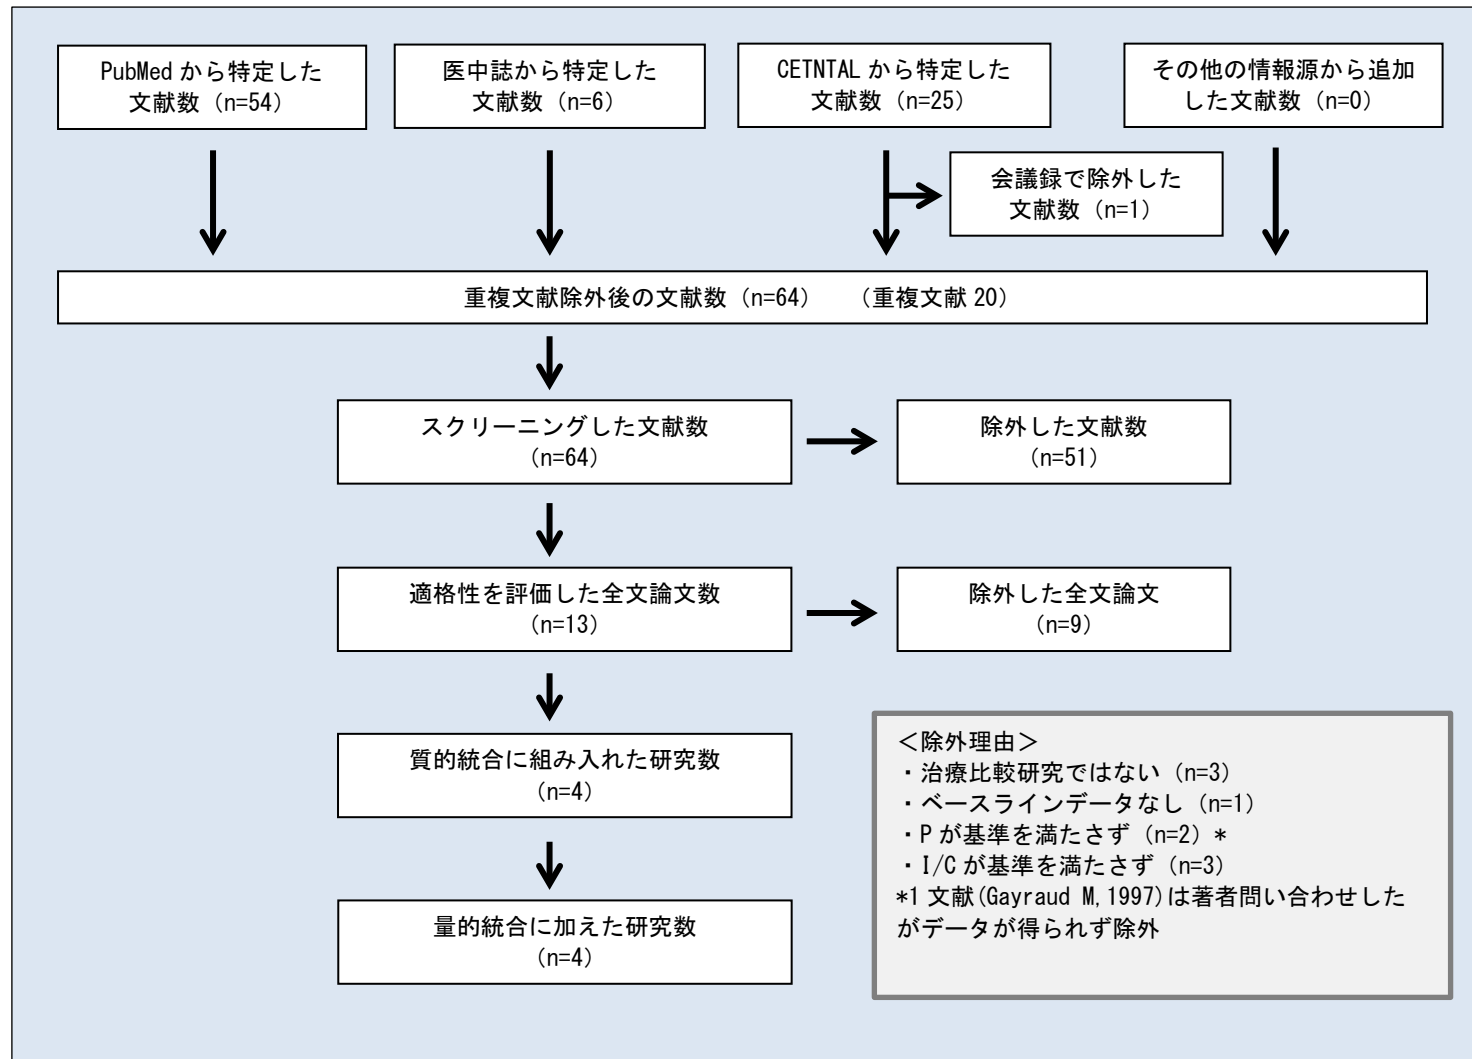 PubMed から特定した
文献数（n=54）
医中誌から特定した
文献数（n=6）
CETNTAL から特定した
文献数（n=25）
その他の情報源から追加
した文献数（n=0）
会議録で除外した
文献数（n=1）
重複文献除外後の文献数（n=64）　（重複文献 20）
スクリーニングした文献数
（n=64）
除外した文献数
（n=51）
適格性を評価した全文論文数
（n=13）
除外した全文論文
（n=9）
質的統合に組み入れた研究数
（n=4）
量的統合に加えた研究数
（n=4）
＜除外理由＞
・治療比較研究ではない（n=3）
・ベースラインデータなし（n=1）
・P が基準を満たさず（n=2）*
・I/C が基準を満たさず（n=3）
*1 文献(Gayraud M,1997)は著者問い合わせした
がデータが得られず除外